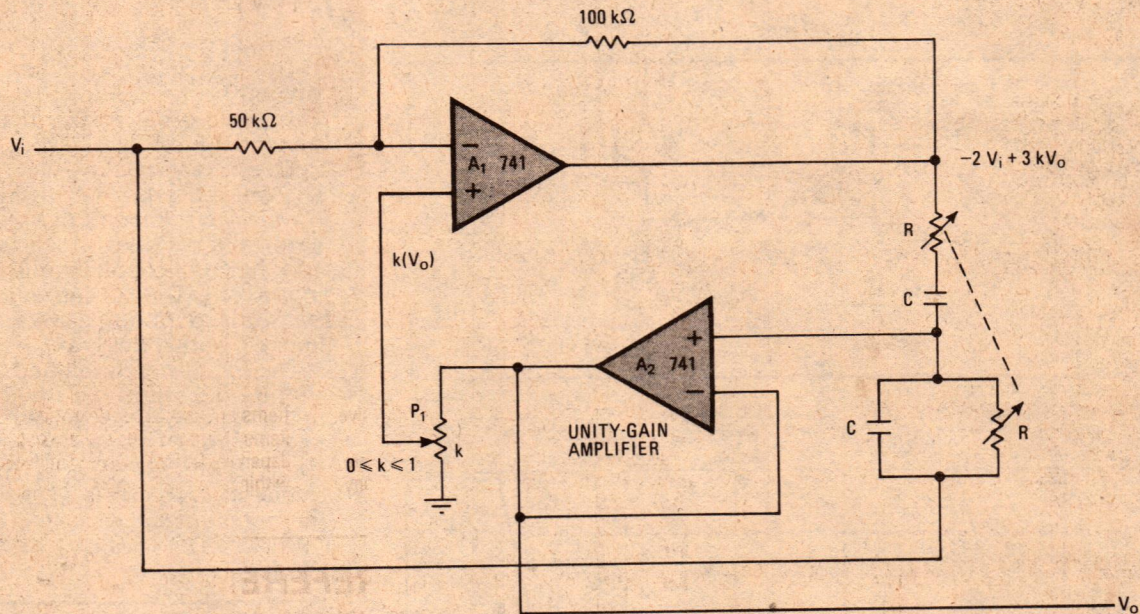 100 kΩ
50 kΩ
Vᵢ
−
A₁ 741
+
−2 Vᵢ + 3 kVₒ
R
k(Vₒ)
C
+
A₂ 741
−
P₁
k
0 ⩽ k ⩽ 1
UNITY-GAIN
AMPLIFIER
C
R
Vₒ